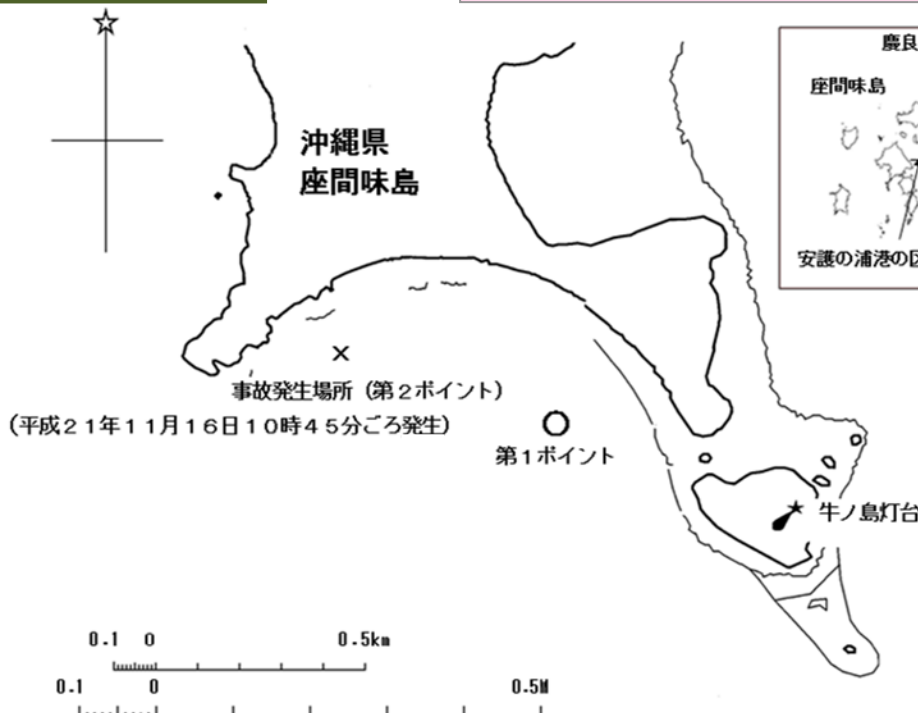 慶良
座間味島
安護の浦港の区
沖縄県
座間味島
事故発生場所(第2ポイント)
(平成21年11月16日10時45分ごろ発生)
第1ポイント
牛ノ島灯台
0.1 0 0.5km
0.1 0 0.5M